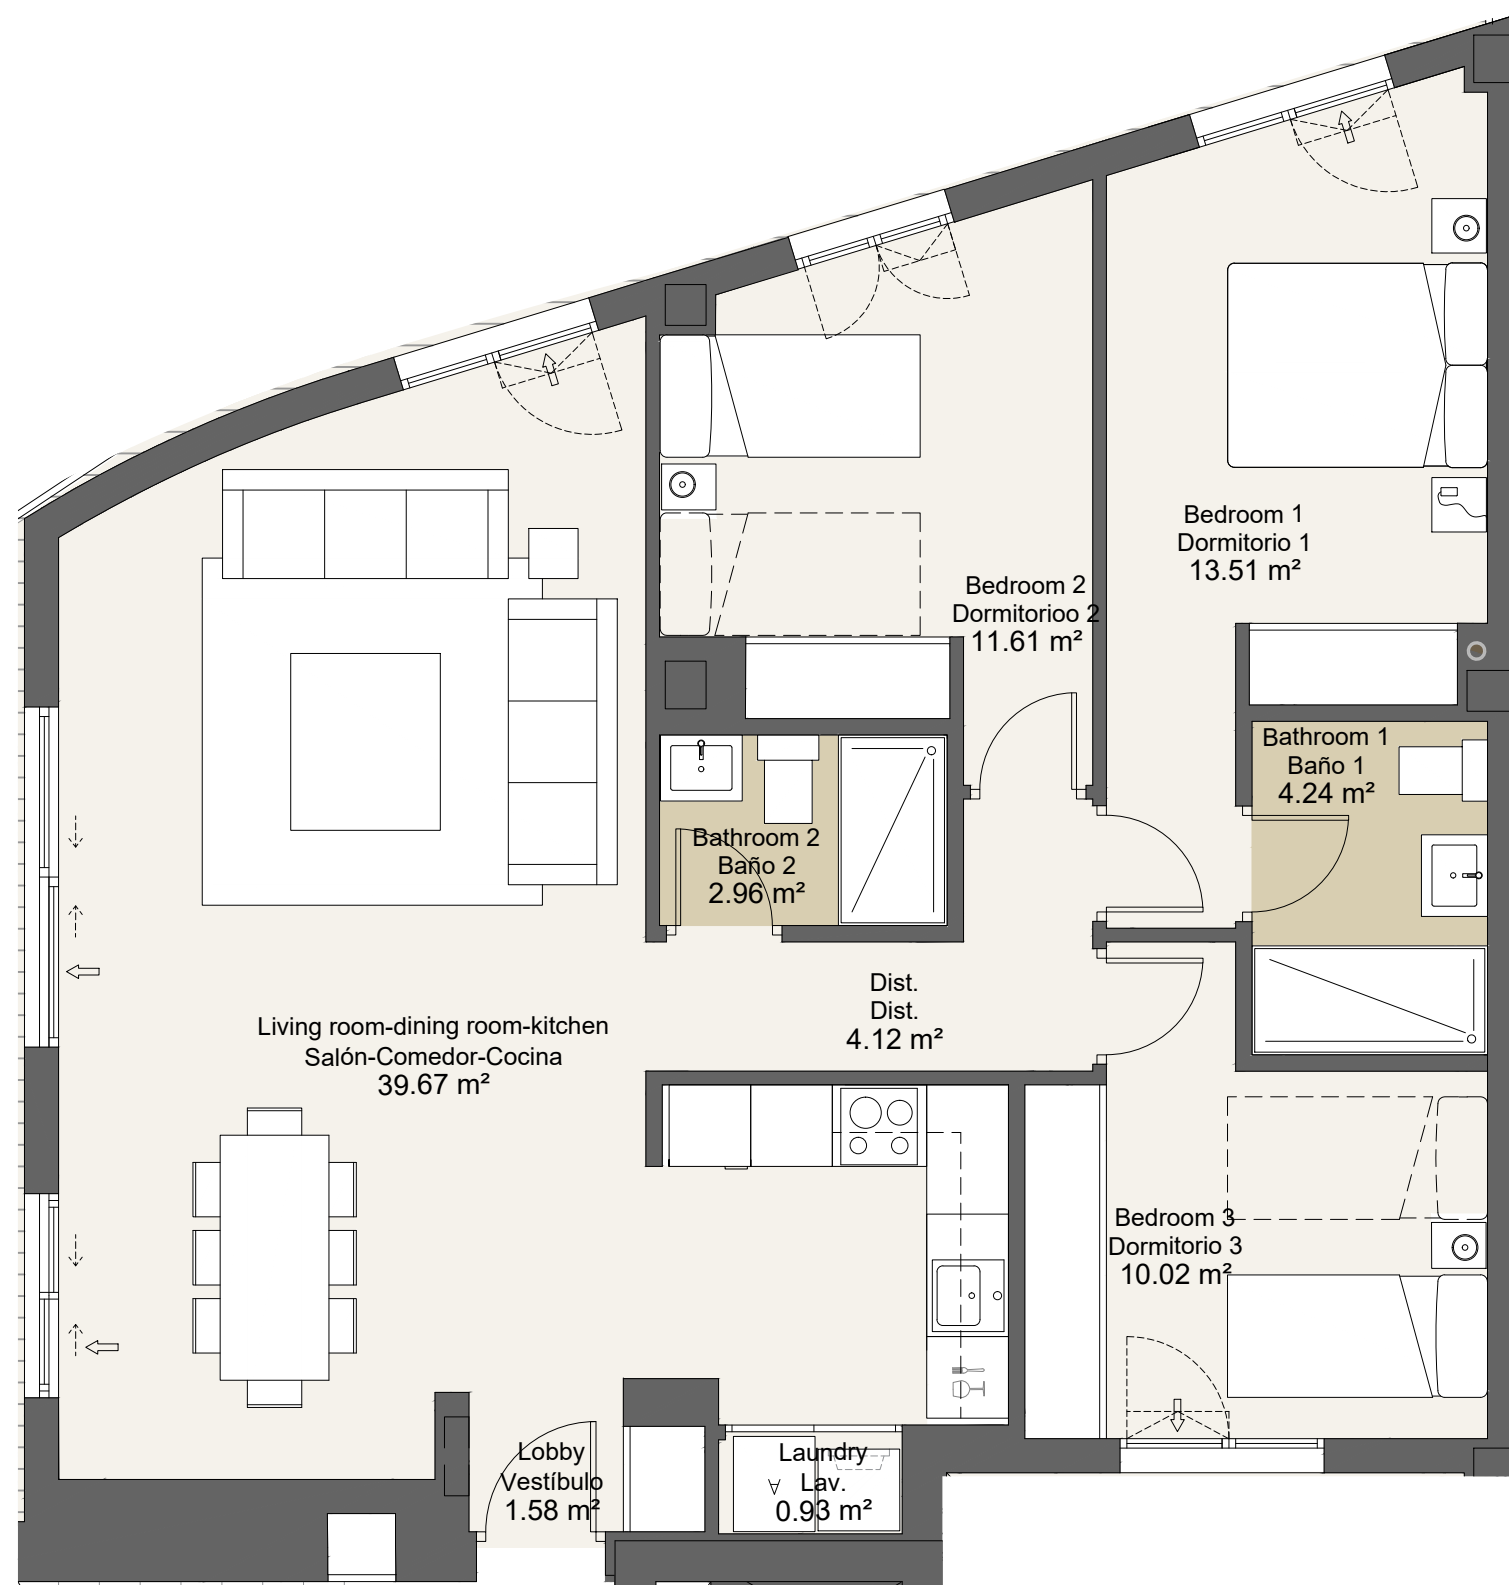 Bedroom 1
Dormitorio 1
13.51 m²
Bedroom 2
Dormitorioo 2
11.61 m²
Bathroom 1
Baño 1
4.24 m²
Bathroom 2
Baño 2
2.96 m²
Dist.
Dist.
4.12 m²
Living room-dining room-kitchen
Salón-Comedor-Cocina
39.67 m²
Bedroom 3
Dormitorio 3
10.02 m²
Lobby
Vestíbulo
1.58 m²
Laundry
Lav.
0.93 m²